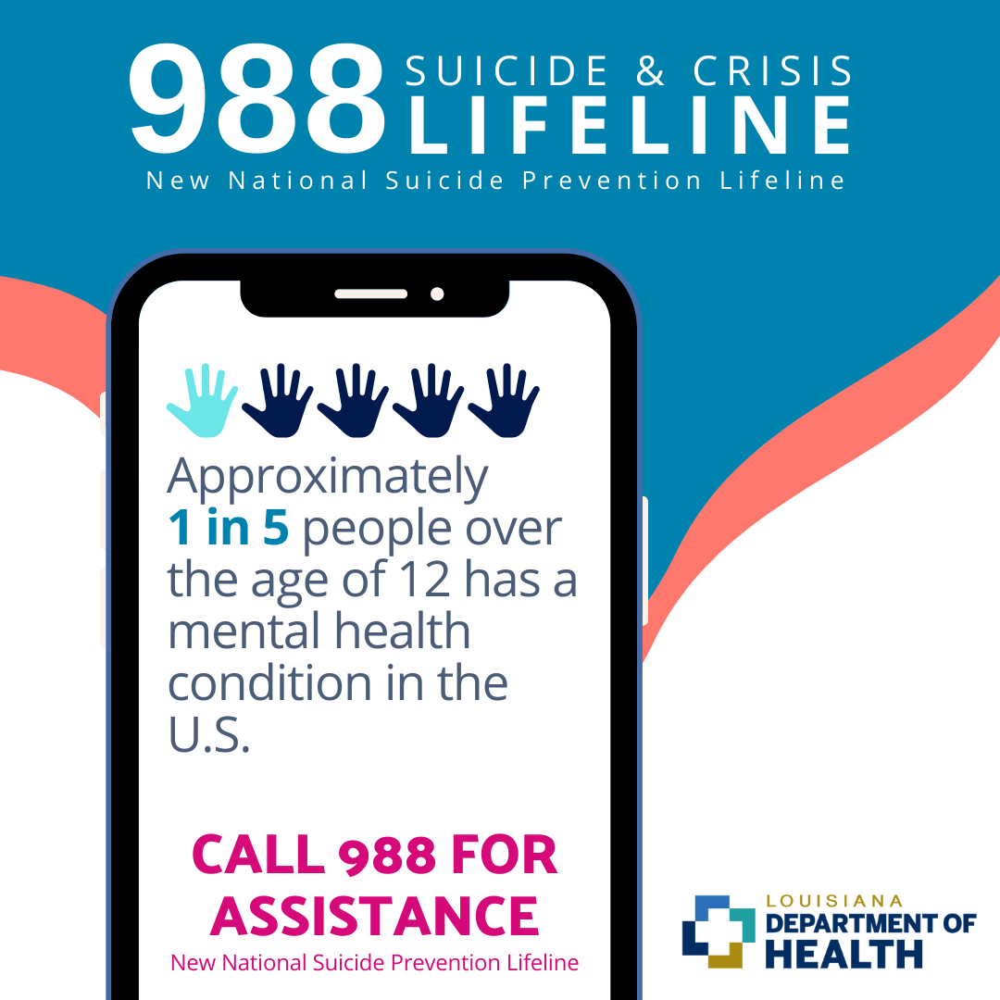 988 SUICIDE & CRISIS
LIFELINE
New National Suicide Prevention Lifeline
Approximately
1 in 5 people over
the age of 12 has a
mental health
condition in the
U.S.
CALL 988 FOR
ASSISTANCE
New National Suicide Prevention Lifeline
LOUISIANA
DEPARTMENT OF
HEALTH